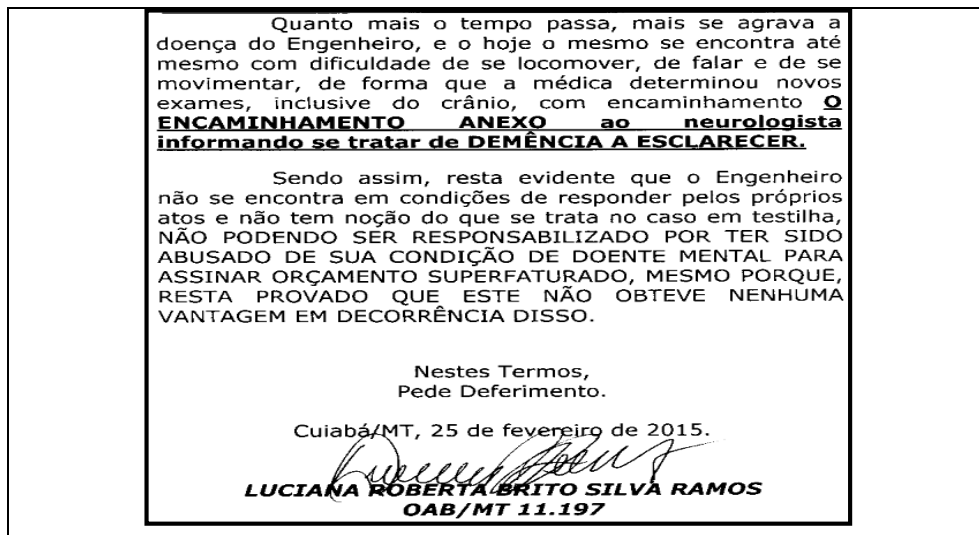 Quanto mais o tempo passa, mais se agrava a
doença do Engenheiro, e o hoje o mesmo se encontra até
mesmo com dificuldade de se locomover, de falar e de se
movimentar, de forma que a médica determinou novos
exames, inclusive do crânio, com encaminhamento O
ENCAMINHAMENTO ANEXO ao neurologista
informando se tratar de DEMÊNCIA A ESCLARECER.
Sendo assim, resta evidente que o Engenheiro
não se encontra em condições de responder pelos próprios
atos e não tem noção do que se trata no caso em testilha,
NÃO PODENDO SER RESPONSABILIZADO POR TER SIDO
ABUSADO DE SUA CONDIÇÃO DE DOENTE MENTAL PARA
ASSINAR ORÇAMENTO SUPERFATURADO, MESMO PORQUE,
RESTA PROVADO QUE ESTE NÃO OBTEVE NENHUMA
VANTAGEM EM DECORRÊNCIA DISSO.
Nestes Termos,
Pede Deferimento.
Cuiabá/MT, 25 de fevereiro de 2015.
LUCIANA ROBERTA BRITO SILVA RAMOS
OAB/MT 11.197